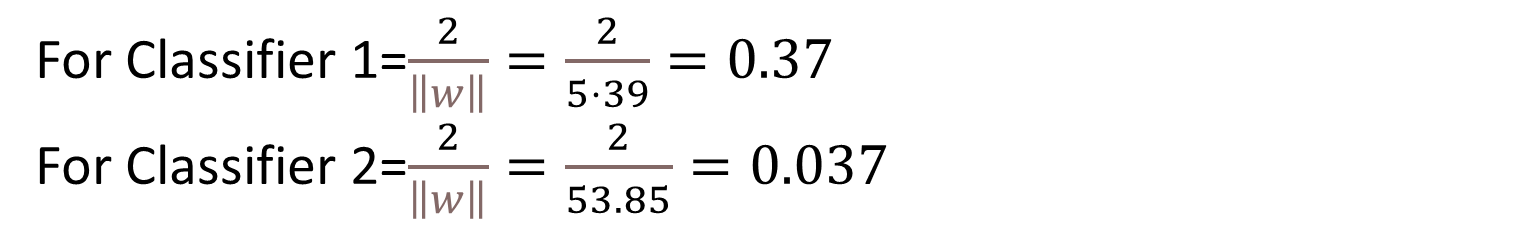 For Classifier 1=2/‖w‖ = 2/5·39 = 0.37
For Classifier 2=2/‖w‖ = 2/53.85 = 0.037